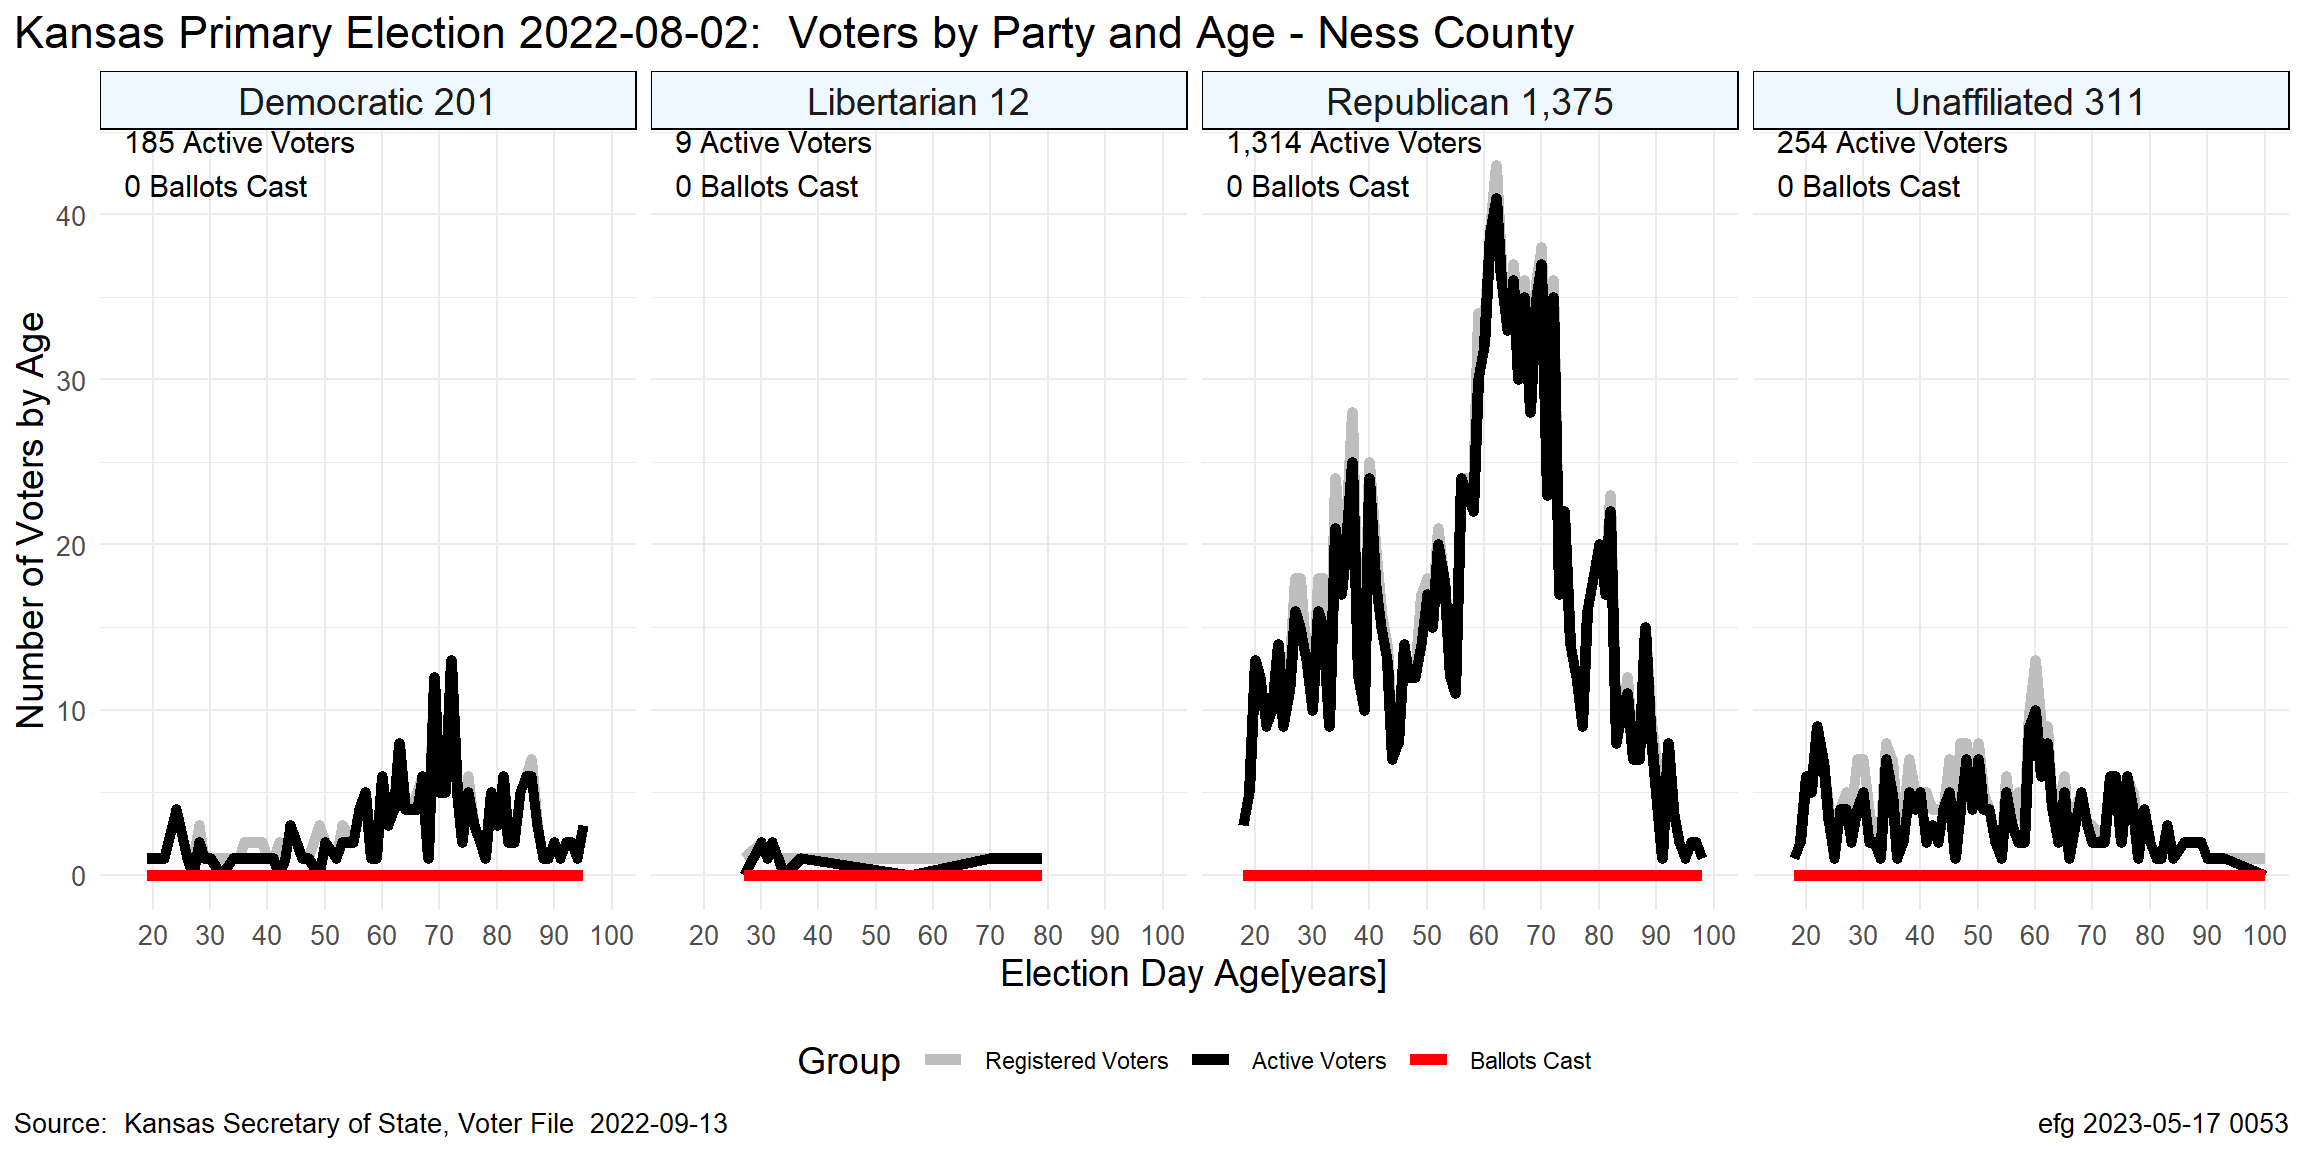 Kansas Primary Election 2022-08-02:  Voters by Party and Age - Ness County
Democratic 201
Libertarian 12
Republican 1,375
Unaffiliated 311
185 Active Voters
0 Ballots Cast
9 Active Voters
0 Ballots Cast
1,314 Active Voters
0 Ballots Cast
254 Active Voters
0 Ballots Cast
Number of Voters by Age
40
30
20
10
0
20 30 40 50 60 70 80 90 100
20 30 40 50 60 70 80 90 100
20 30 40 50 60 70 80 90 100
20 30 40 50 60 70 80 90 100
Election Day Age[years]
Group Registered Voters Active Voters Ballots Cast
Source:  Kansas Secretary of State, Voter File  2022-09-13
efg 2023-05-17 0053